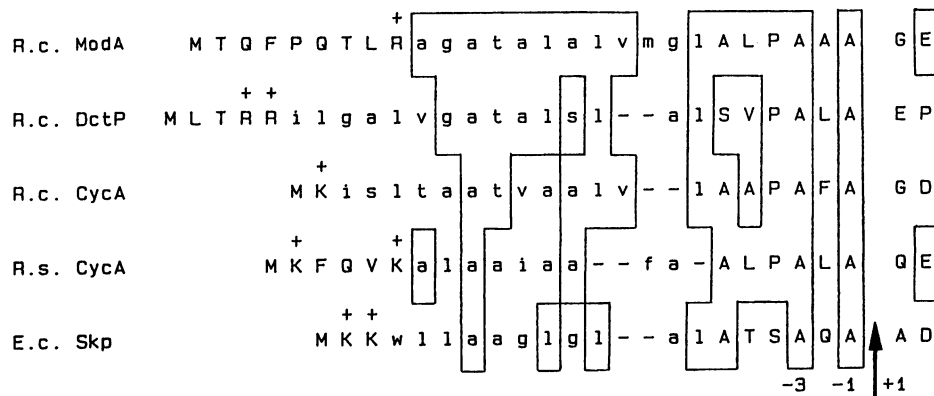 +
R.c. ModA M T Q F P Q T L R a g a t a l a l v m g l A L P A A A G E
+ +
R.c. DctP M L T R R i l g a l v g a t a l s l - - a l S V P A L A E P
+
R.c. CycA M K i s l t a a t v a a l v - - l A A P A F A G D
+ +
R.s. CycA M K F Q V K a l a a i a a - - f a - A L P A L A Q E
+ +
E.c. Skp M K K w l l a a g l g l - - a l A T S A Q A A D
-3 -1 +1